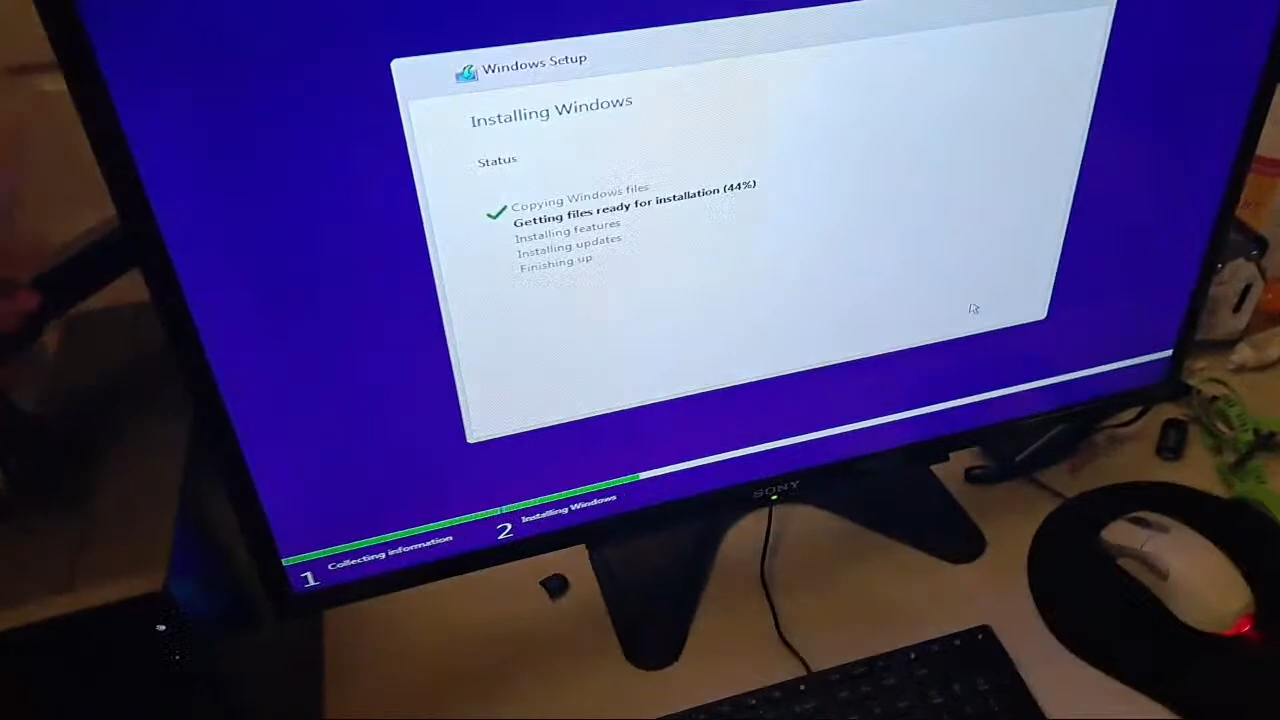 Windows Setup
Installing Windows
Status
Copying Windows files
Getting files ready for installation (44%)
Installing features
Installing updates
Finishing up
SONY
1 Collecting information
2 Installing Windows